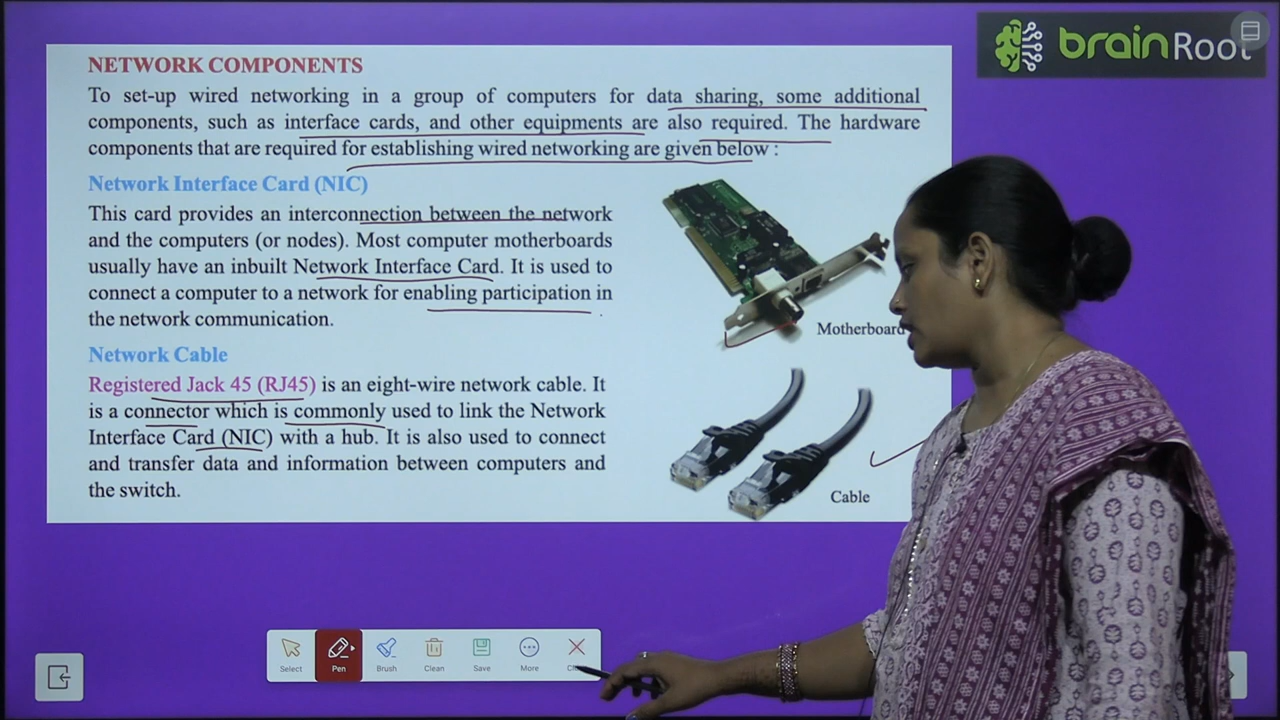 brainRoot
NETWORK COMPONENTS
To set-up wired networking in a group of computers for data sharing, some additional
components, such as interface cards, and other equipments are also required. The hardware
components that are required for establishing wired networking are given below :
Network Interface Card (NIC)
This card provides an interconnection between the network
and the computers (or nodes). Most computer motherboards
usually have an inbuilt Network Interface Card. It is used to
connect a computer to a network for enabling participation in
the network communication.
Motherboard
Network Cable
Registered Jack 45 (RJ45) is an eight-wire network cable. It
is a connector which is commonly used to link the Network
Interface Card (NIC) with a hub. It is also used to connect
and transfer data and information between computers and
the switch.
Cable
Select Pen Brush Clean Save More